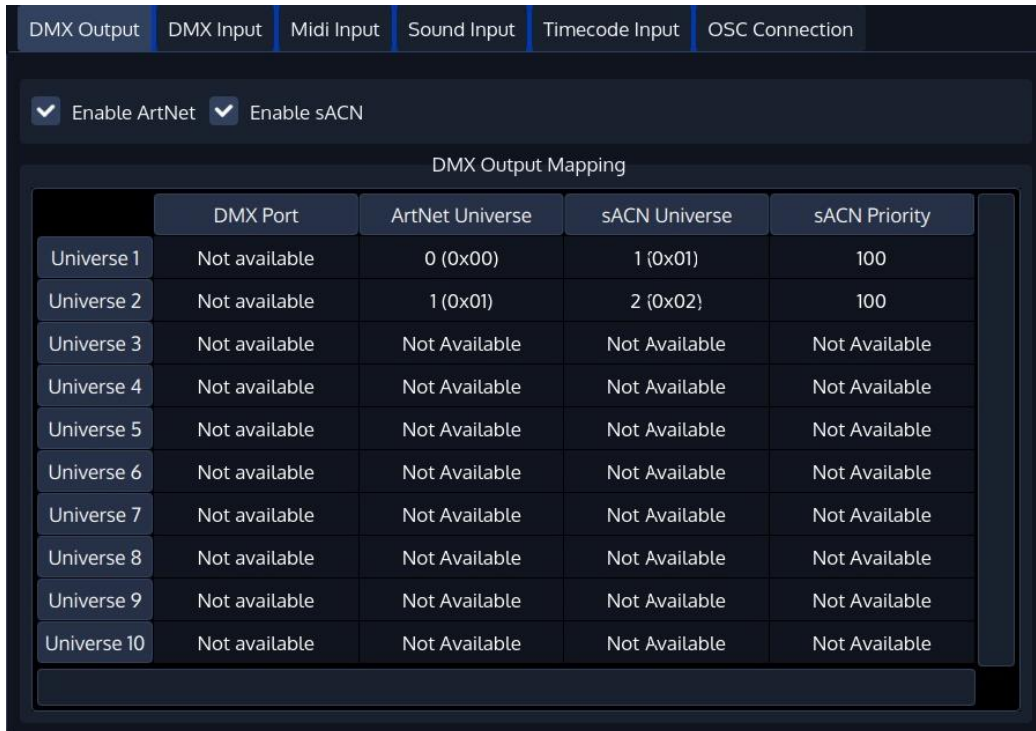 DMX Output DMX Input Midi Input Sound Input Timecode Input OSC Connection
Enable ArtNet Enable sACN
DMX Output Mapping
DMX Port ArtNet Universe sACN Universe sACN Priority
Universe 1 Not available 0 (0x00) 1 (0x01) 100
Universe 2 Not available 1 (0x01) 2 (0x02) 100
Universe 3 Not available Not Available Not Available Not Available
Universe 4 Not available Not Available Not Available Not Available
Universe 5 Not available Not Available Not Available Not Available
Universe 6 Not available Not Available Not Available Not Available
Universe 7 Not available Not Available Not Available Not Available
Universe 8 Not available Not Available Not Available Not Available
Universe 9 Not available Not Available Not Available Not Available
Universe 10 Not available Not Available Not Available Not Available